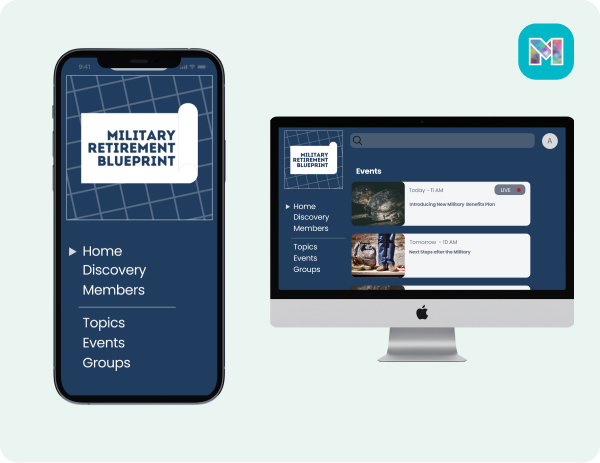 9:41
MILITARY
RETIREMENT
BLUEPRINT
Home
Discovery
Members
Topics
Events
Groups
M
MILITARY
RETIREMENT
BLUEPRINT
A
Home
Discovery
Members
Topics
Events
Groups
Events
Today - 11 AM
LIVE
Introducing New Military Benefits Plan
Tomorrow - 10 AM
Next Steps after the Military